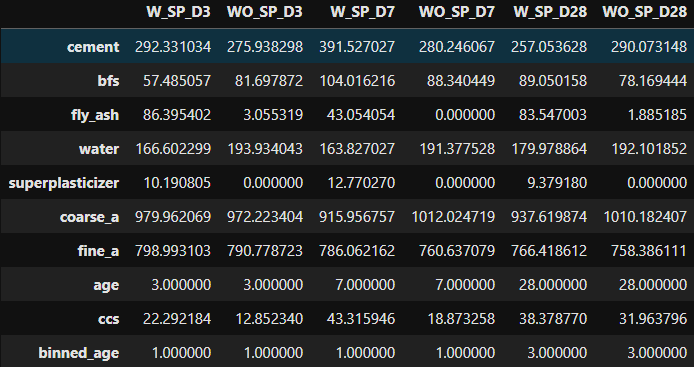 W_SP_D3 WO_SP_D3 W_SP_D7 WO_SP_D7 W_SP_D28 WO_SP_D28
cement 292.331034 275.938298 391.527027 280.246067 257.053628 290.073148
bfs 57.485057 81.697872 104.016216 88.340449 89.050158 78.169444
fly_ash 86.395402 3.055319 43.054054 0.000000 83.547003 1.885185
water 166.602299 193.934043 163.827027 191.377528 179.978864 192.101852
superplasticizer 10.190805 0.000000 12.770270 0.000000 9.379180 0.000000
coarse_a 979.962069 972.223404 915.956757 1012.024719 937.619874 1010.182407
fine_a 798.993103 790.778723 786.062162 760.637079 766.418612 758.386111
age 3.000000 3.000000 7.000000 7.000000 28.000000 28.000000
ccs 22.292184 12.852340 43.315946 18.873258 38.378770 31.963796
binned_age 1.000000 1.000000 1.000000 1.000000 3.000000 3.000000